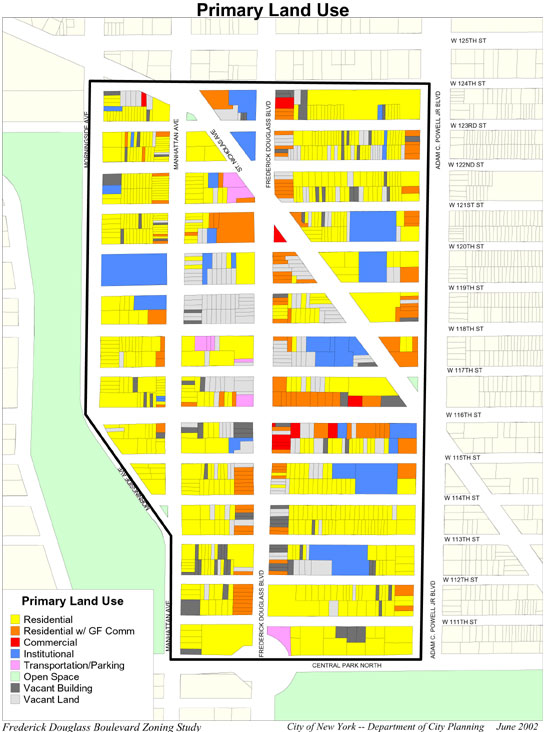 Primary Land Use
W 125TH ST
W 124TH ST
MORNINGSIDE AVE
MANHATTAN AVE
ST. NICHOLAS AVE
FREDERICK DOUGLASS BLVD
ADAM C. POWELL JR BLVD
W 123RD ST
W 122ND ST
W 121ST ST
W 120TH ST
W 119TH ST
W 118TH ST
W 117TH ST
W 116TH ST
W 115TH ST
MORNINGSIDE AVE
W 114TH ST
W 113TH ST
W 112TH ST
W 111TH ST
MANHATTAN AVE
FREDERICK DOUGLASS BLVD
ADAM C. POWELL JR BLVD
CENTRAL PARK NORTH
Primary Land Use
Residential
Residential w/ GF Comm
Commercial
Institutional
Transportation/Parking
Open Space
Vacant Building
Vacant Land
Frederick Douglass Boulevard Zoning Study
City of New York -- Department of City Planning June 2002